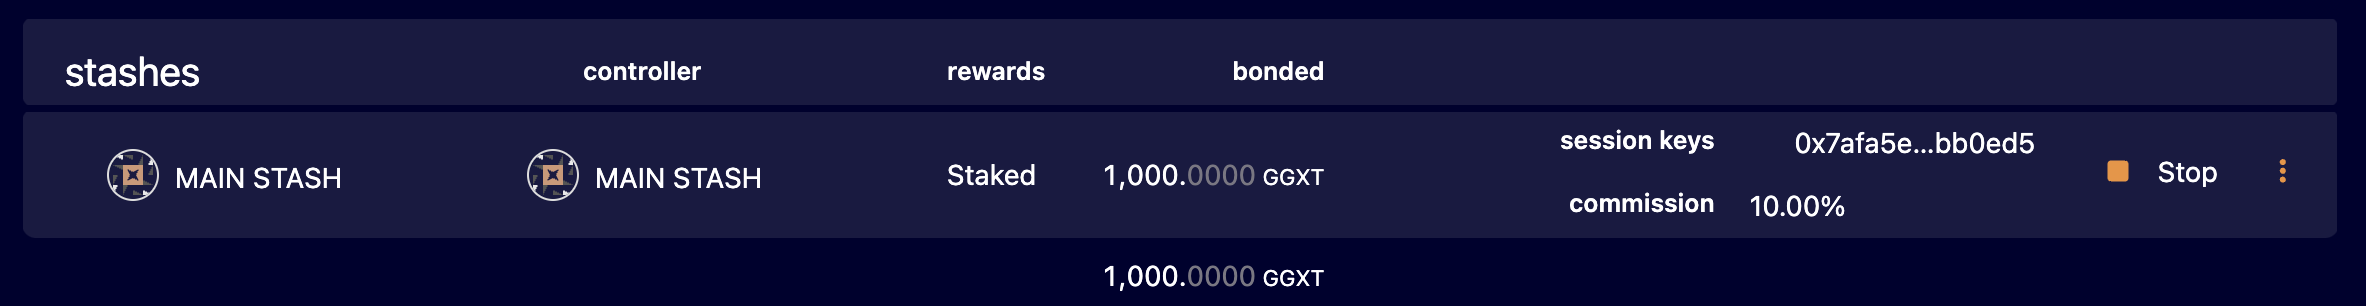 stashes controller rewards bonded
MAIN STASH MAIN STASH Staked 1,000.0000 GGXT session keys 0x7afa5e...bb0ed5 Stop
commission 10.00%
1,000.0000 GGXT